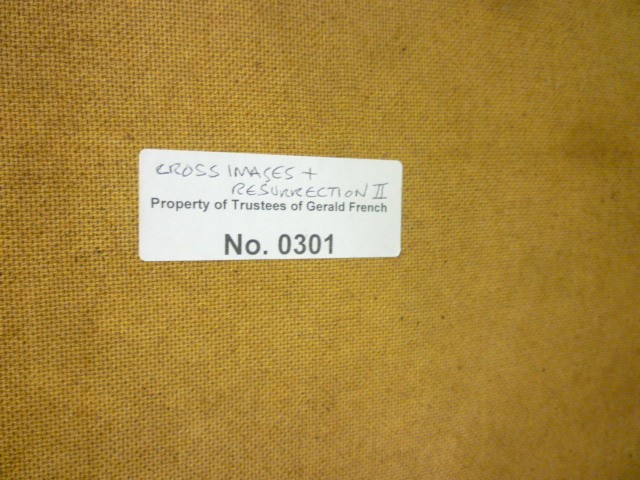 CROSS IMAGES +
RESURRECTION II
Property of Trustees of Gerald French
No. 0301